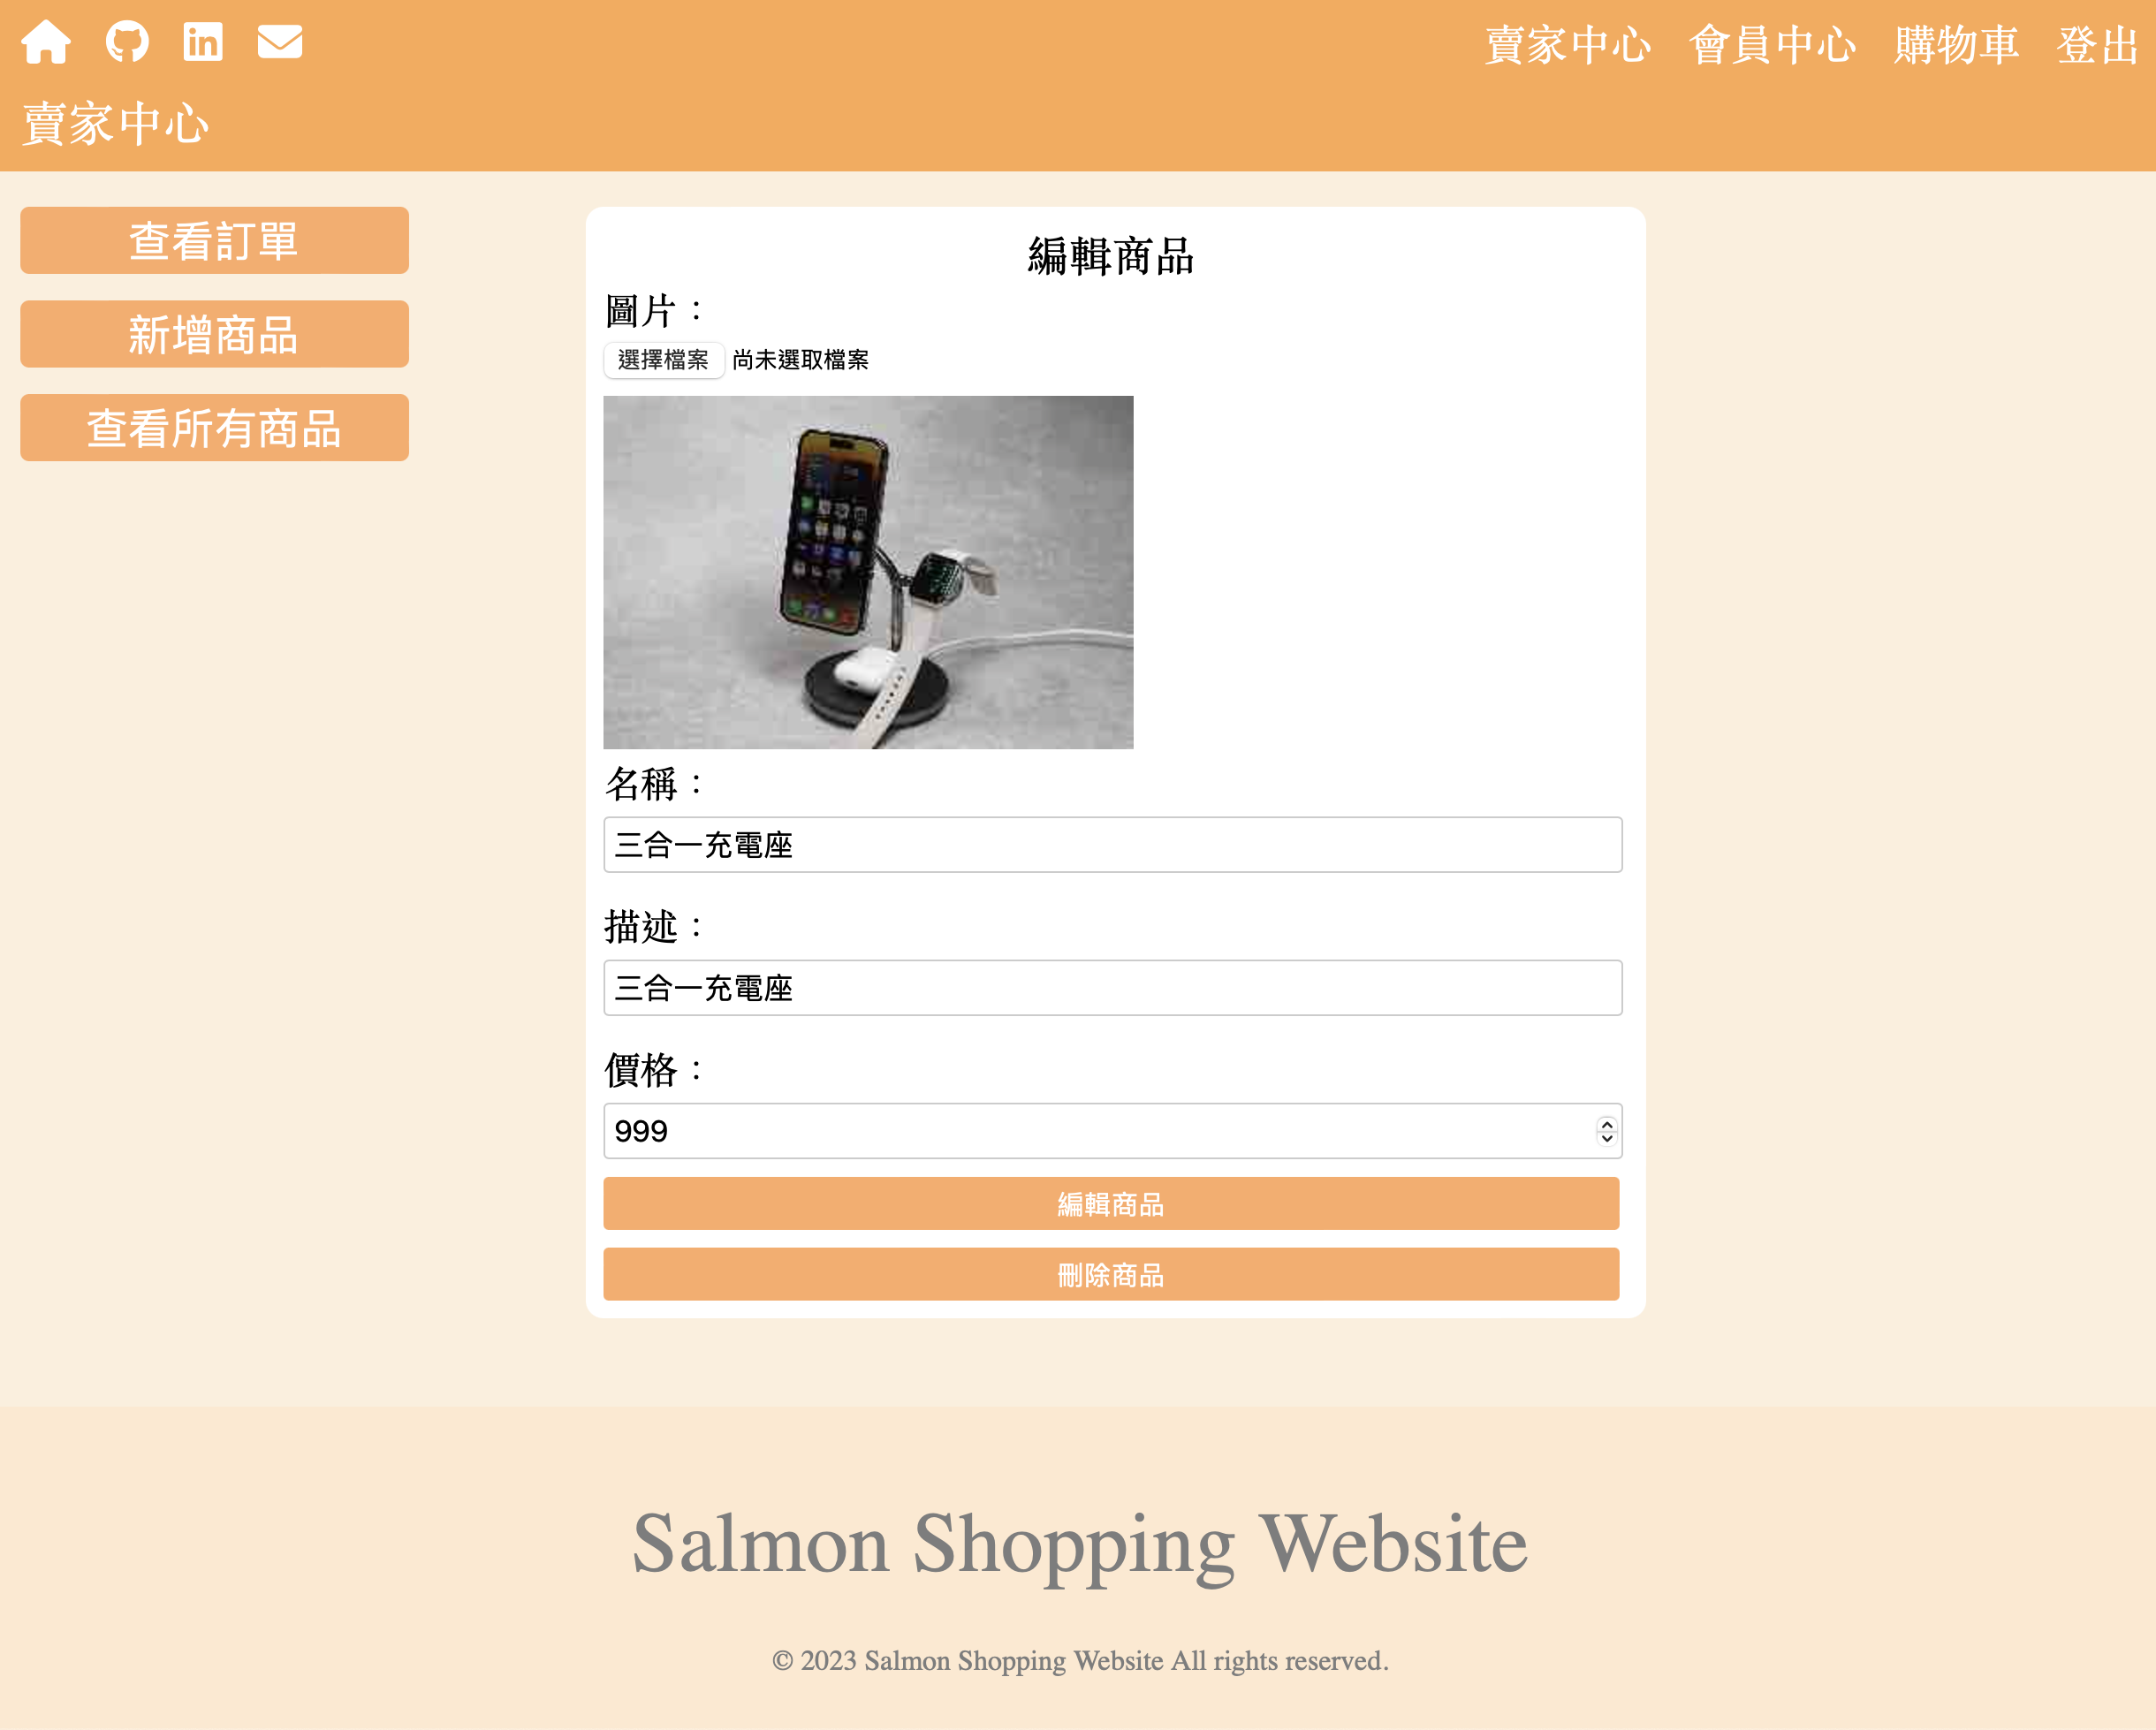 賣家中心 會員中心 購物車 登出
賣家中心
查看訂單
新增商品
查看所有商品
編輯商品
圖片：
選擇檔案 尚未選取檔案
名稱：
三合一充電座
描述：
三合一充電座
價格：
999
編輯商品
刪除商品
Salmon Shopping Website
© 2023 Salmon Shopping Website All rights reserved.